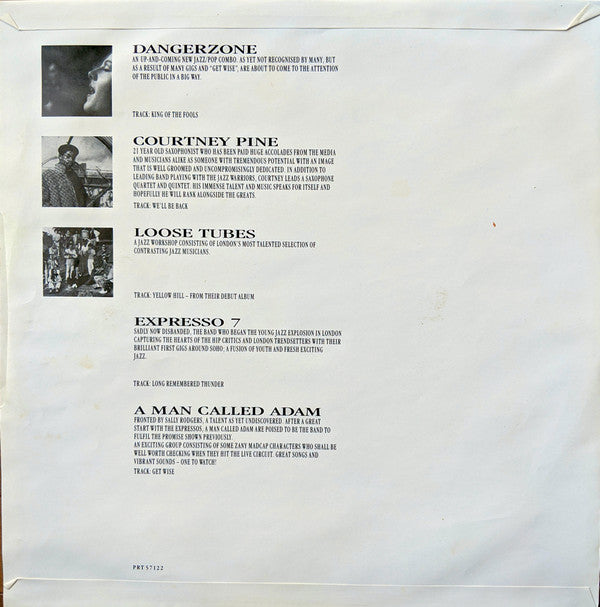 DANGERZONE
AN UP-AND-COMING NEW JAZZ/POP COMBO: AS YET NOT RECOGNISED BY MANY, BUT
AS A RESULT OF MANY GIGS AND "GET WISE", ARE ABOUT TO COME TO THE ATTENTION
OF THE PUBLIC IN A BIG WAY.
TRACK: KING OF THE FOOLS
COURTNEY PINE
21 YEAR OLD SAXOPHONIST WHO HAS BEEN PAID HUGE ACCOLADES FROM THE MEDIA
AND MUSICIANS ALIKE AS SOMEONE WITH TREMENDOUS POTENTIAL WITH AN IMAGE
THAT IS WELL GROOMED AND UNCOMPROMISINGLY DEDICATED. IN ADDITION TO
LEADING BAND PLAYING WITH THE JAZZ WARRIORS, COURTNEY LEADS A SAXOPHONE
QUARTET AND QUINTET. HIS IMMENSE TALENT AND MUSIC SPEAKS FOR ITSELF AND
HOPEFULLY HE WILL RANK ALONGSIDE THE GREATS.
TRACK: WE'LL BE BACK
LOOSE TUBES
A JAZZ WORKSHOP CONSISTING OF LONDON'S MOST TALENTED SELECTION OF
CONTRASTING JAZZ MUSICIANS.
TRACK: YELLOW HILL – FROM THEIR DEBUT ALBUM
EXPRESSO 7
SADLY NOW DISBANDED, THE BAND WHO BEGAN THE YOUNG JAZZ EXPLOSION IN LONDON
CAPTURING THE HEARTS OF THE HIP CRITICS AND LONDON TRENDSETTERS WITH THEIR
BRILLIANT FIRST GIGS AROUND SOHO; A FUSION OF YOUTH AND FRESH EXCITING
JAZZ.
TRACK: LONG REMEMBERED THUNDER
A MAN CALLED ADAM
FRONTED BY SALLY RODGERS, A TALENT AS YET UNDISCOVERED. AFTER A GREAT
START WITH THE EXPRESSOS, A MAN CALLED ADAM ARE POISED TO BE THE BAND TO
FULFIL THE PROMISE SHOWN PREVIOUSLY.
AN EXCITING GROUP CONSISTING OF SOME ZANY MADCAP CHARACTERS WHO SHALL BE
WELL WORTH CHECKING WHEN THEY HIT THE LIVE CIRCUIT. GREAT SONGS AND
VIBRANT SOUNDS – ONE TO WATCH!
TRACK: GET WISE
PRT 57122